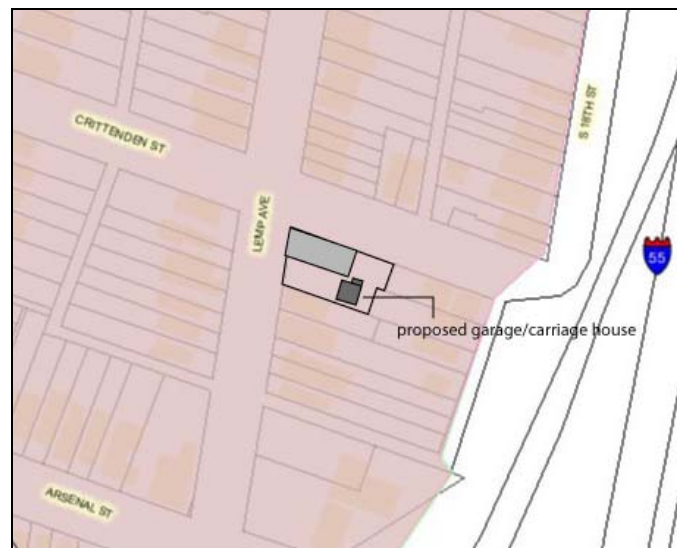 CRITTENDEN ST
S 18TH ST
LEMP AVE
55
proposed garage/carriage house
ARSENAL ST